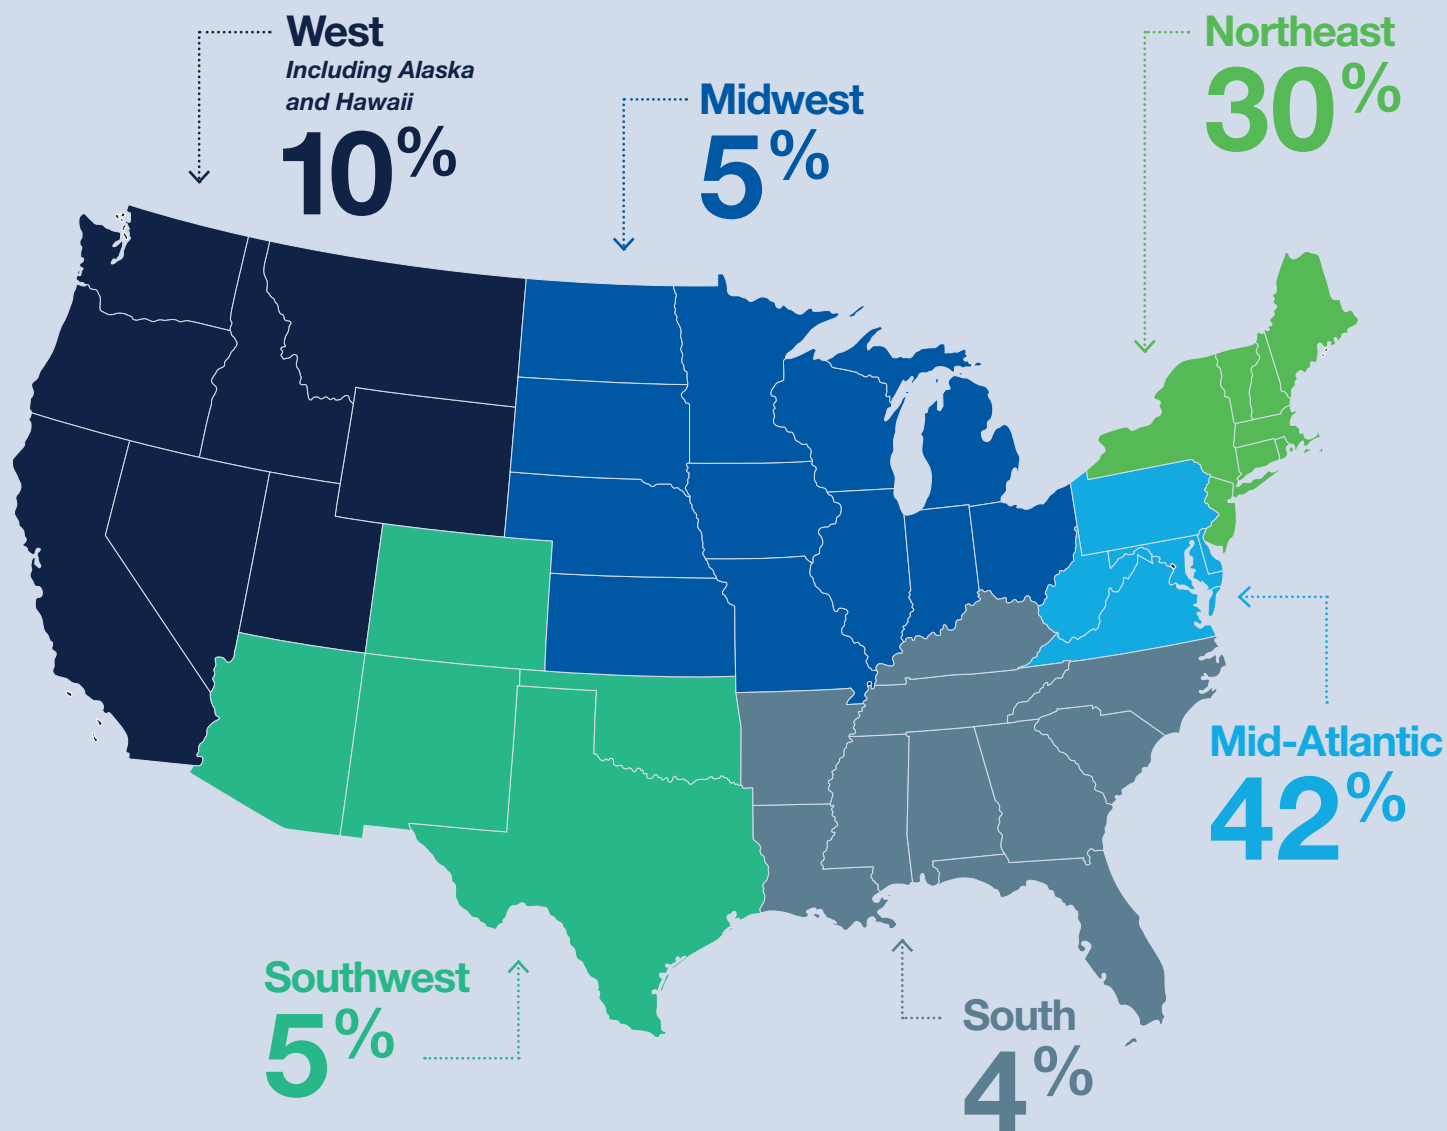 West
Including Alaska
and Hawaii
10%
Midwest
5%
Northeast
30%
Mid-Atlantic
42%
Southwest
5%
South
4%